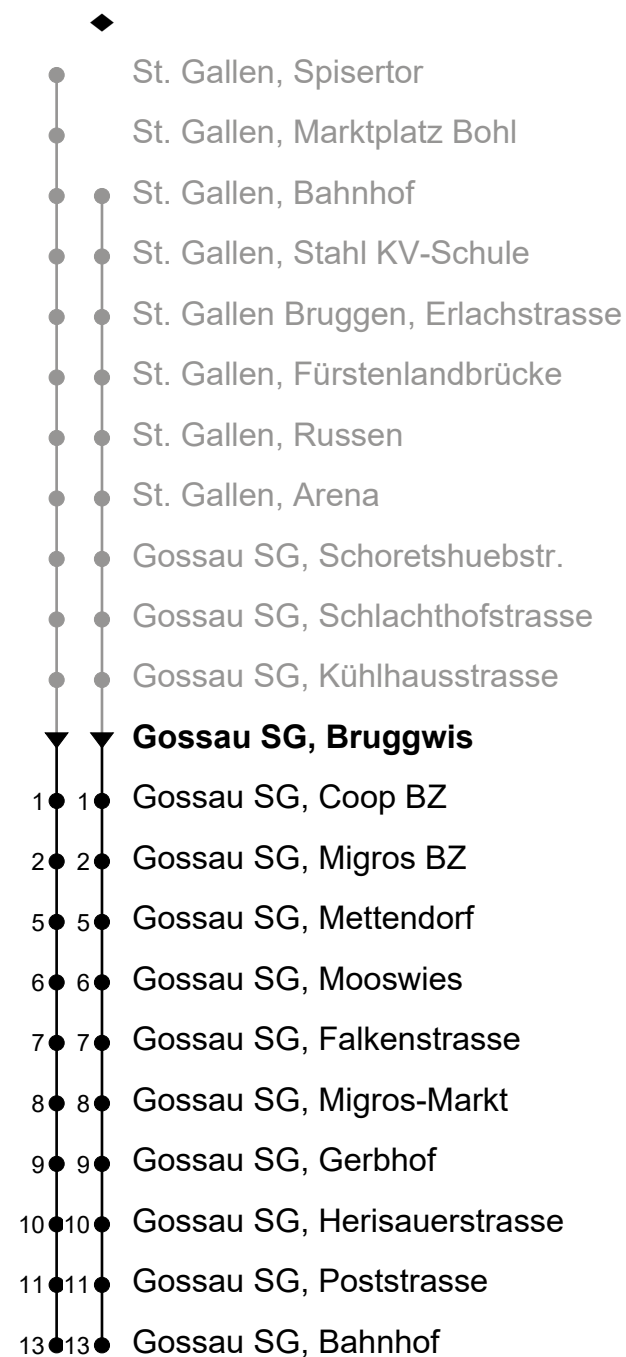 St. Gallen, Spisertor
St. Gallen, Marktplatz Bohl
St. Gallen, Bahnhof
St. Gallen, Stahl KV-Schule
St. Gallen Bruggen, Erlachstrasse
St. Gallen, Fürstenlandbrücke
St. Gallen, Russen
St. Gallen, Arena
Gossau SG, Schoretshuebstr.
Gossau SG, Schlachthofstrasse
Gossau SG, Kühlhausstrasse
Gossau SG, Bruggwis
1 1 Gossau SG, Coop BZ
2 2 Gossau SG, Migros BZ
5 5 Gossau SG, Mettendorf
6 6 Gossau SG, Mooswies
7 7 Gossau SG, Falkenstrasse
8 8 Gossau SG, Migros-Markt
9 9 Gossau SG, Gerbhof
10 10 Gossau SG, Herisauerstrasse
11 11 Gossau SG, Poststrasse
13 13 Gossau SG, Bahnhof